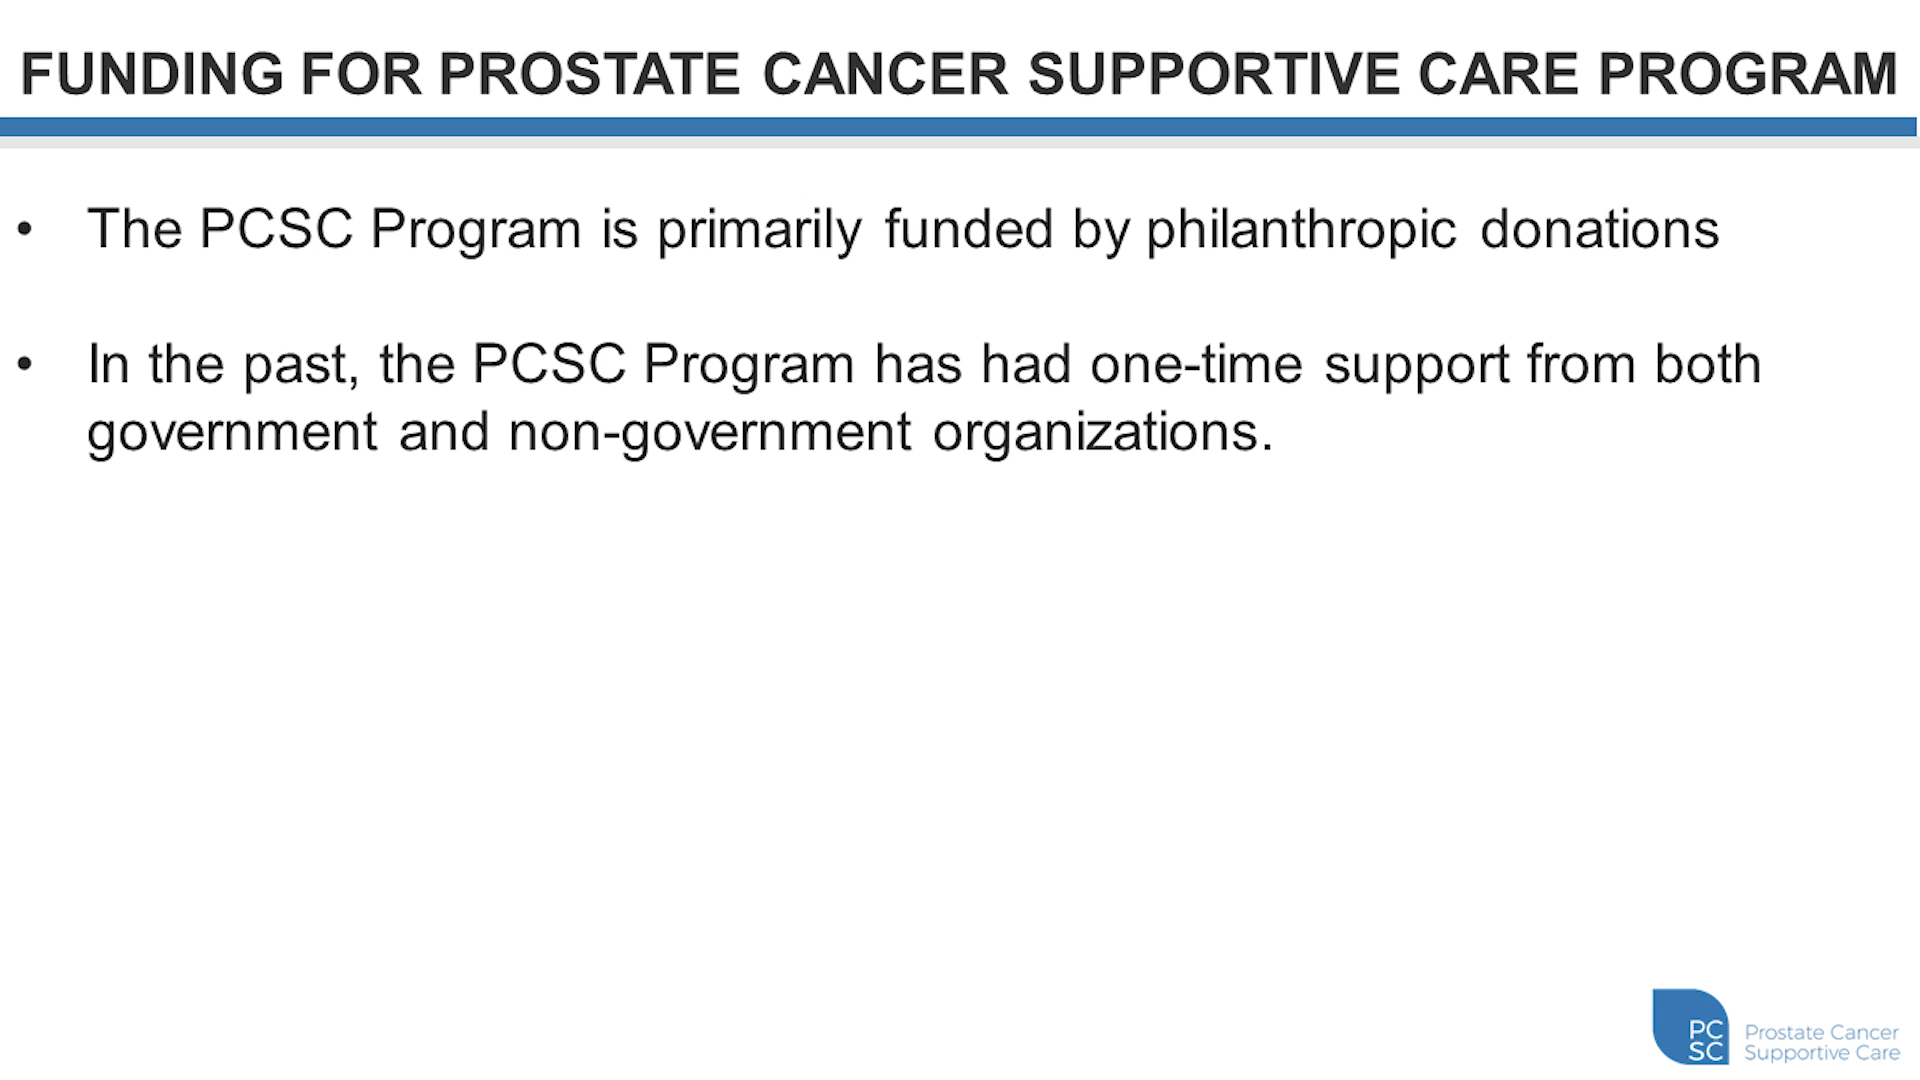 FUNDING FOR PROSTATE CANCER SUPPORTIVE CARE PROGRAM
• The PCSC Program is primarily funded by philanthropic donations
• In the past, the PCSC Program has had one-time support from both
government and non-government organizations.
PC
SC
Prostate Cancer
Supportive Care